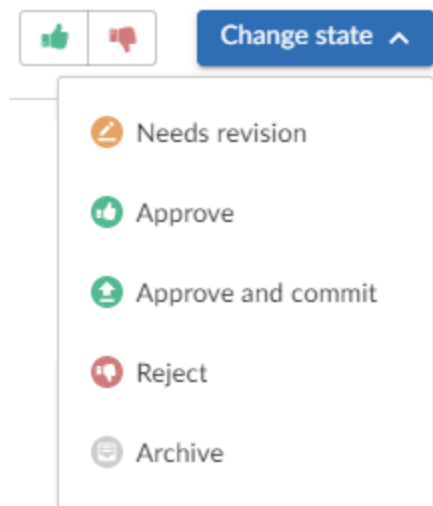 Change state
Needs revision
Approve
Approve and commit
Reject
Archive